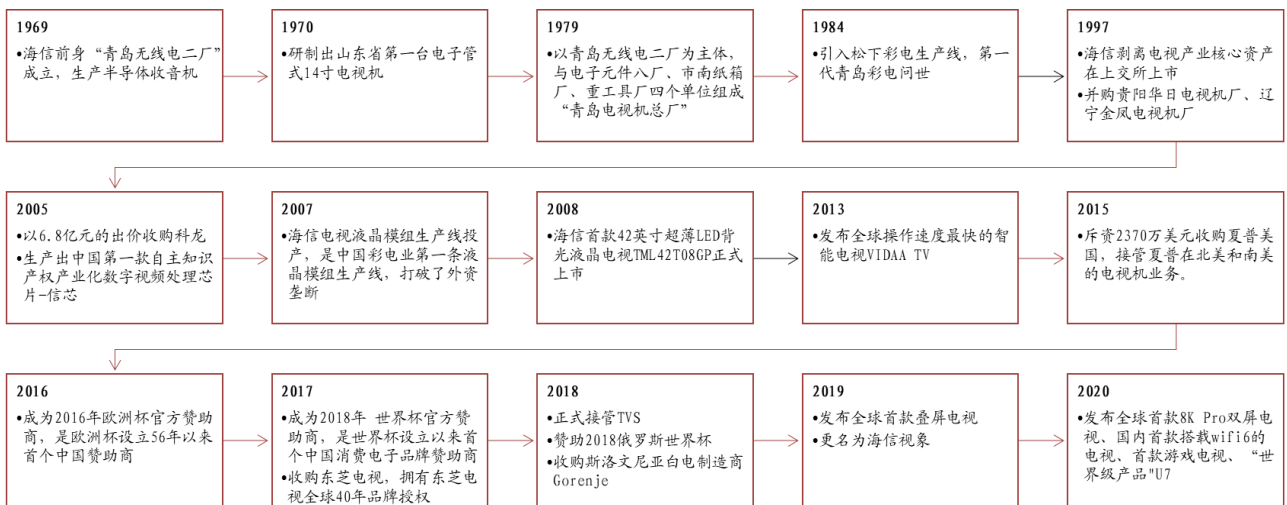 1969
•海信前身“青岛无线电二厂”
成立，生产半导体收音机
1970
•研制出山东省第一台电子管
式14寸电视机
1979
•以青岛无线电二厂为主体，
与电子元件八厂、市南纸箱
厂、重工具厂四个单位组成
“青岛电视机总厂”
1984
•引入松下彩电生产线，第一
代青岛彩电问世
1997
•海信剥离电视产业核心资产
在上交所上市
•并购贵阳华日电视机厂、辽
宁金凤电视机厂
2005
•以6.8亿元的出价收购科龙
•生产出中国第一款自主知识
产权产业化数字视频处理芯
片-信芯
2007
•海信电视液晶模组生产线投
产，是中国彩电业第一条液
晶模组生产线，打破了外资
垄断
2008
•海信首款42英寸超薄LED背
光液晶电视TML42T08GP正式
上市
2013
•发布全球操作速度最快的智
能电视VIDAA TV
2015
•斥资2370万美元收购夏普美
国，接管夏普在北美和南美
的电视机业务。
2016
•成为2016年欧洲杯官方赞助
商，是欧洲杯设立56年以来
首个中国赞助商
2017
•成为2018年 世界杯官方赞
助商，是世界杯设立以来首
个中国消费电子品牌赞助商
•收购东芝电视，拥有东芝电
视全球40年品牌授权
2018
•正式接管TVS
•赞助2018俄罗斯世界杯
•收购斯洛文尼亚白电制造商
Gorenje
2019
•发布全球首款叠屏电视
•更名为海信视象
2020
•发布全球首款8K Pro双屏电
视、国内首款搭载wifi6的
电视、首款游戏电视、“世
界级产品"U7